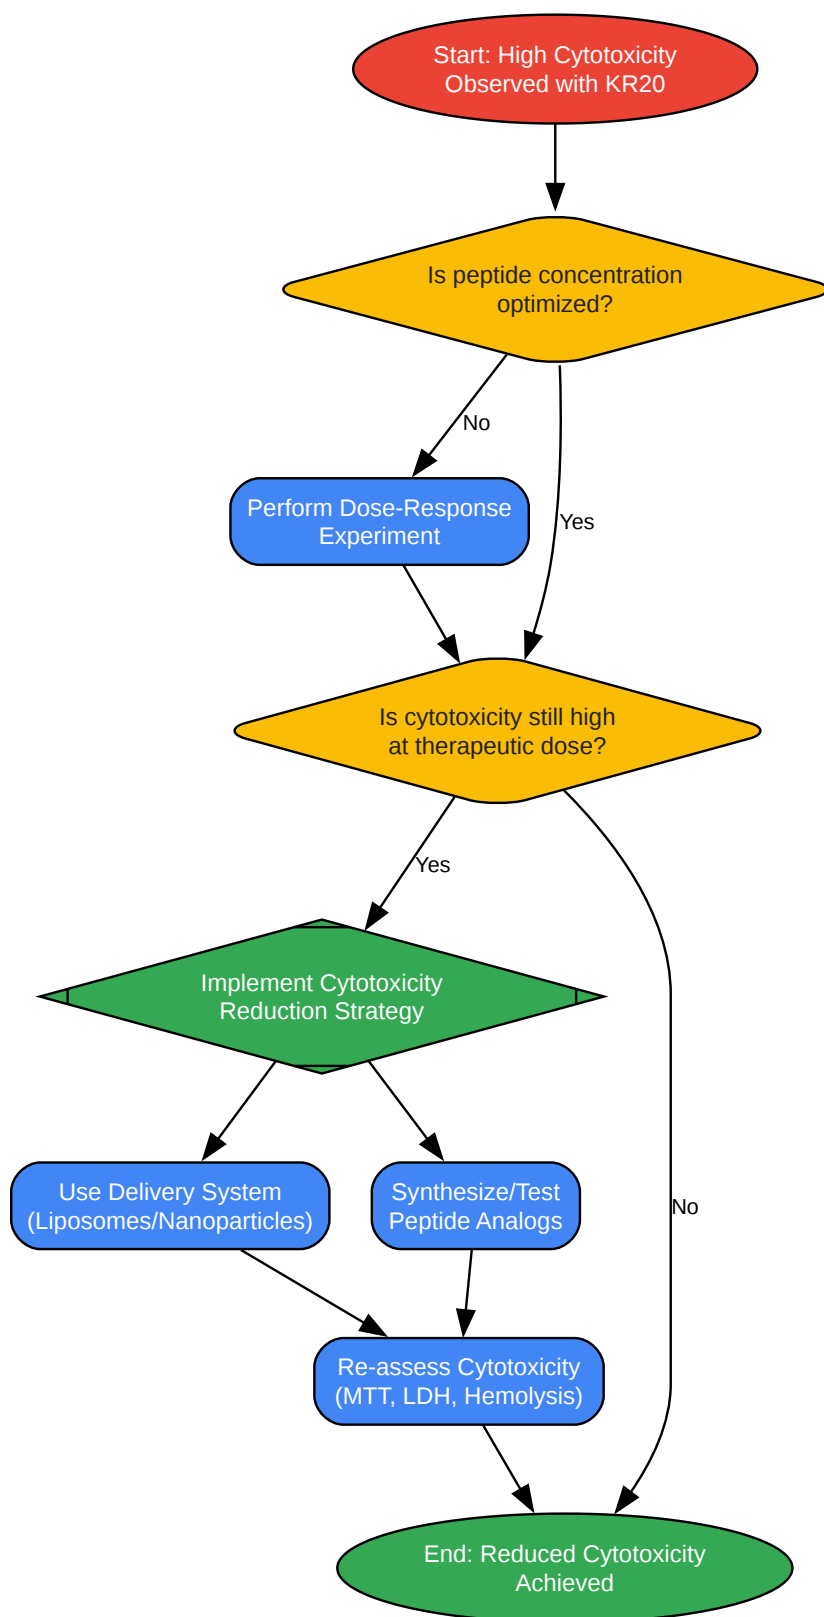 Start: High Cytotoxicity
Observed with KR20
Is peptide concentration
optimized?
No
Perform Dose-Response
Experiment
Yes
Is cytotoxicity still high
at therapeutic dose?
Yes
Implement Cytotoxicity
Reduction Strategy
Use Delivery System
(Liposomes/Nanoparticles)
Synthesize/Test
Peptide Analogs
No
Re-assess Cytotoxicity
(MTT, LDH, Hemolysis)
End: Reduced Cytotoxicity
Achieved